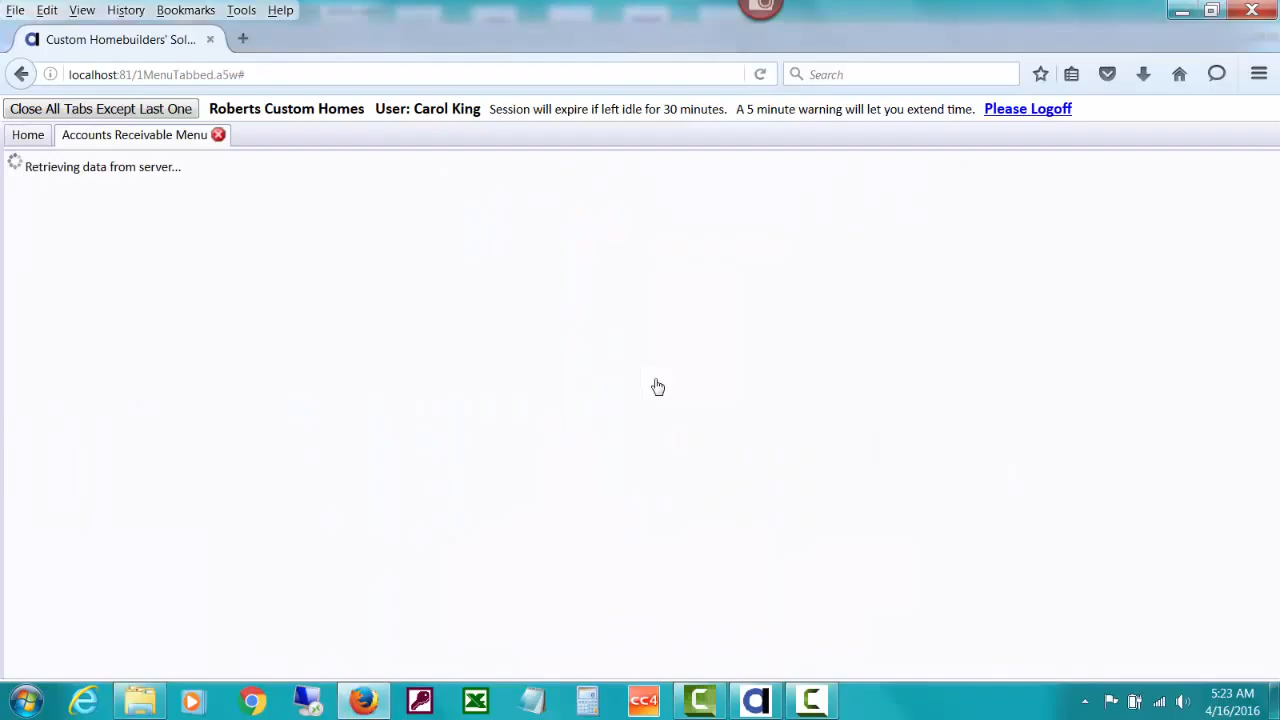 File Edit View History Bookmarks Tools Help
Custom Homebuilders' Sol...
localhost:81/1MenuTabbed.a5w#
Search
Close All Tabs Except Last One Roberts Custom Homes User: Carol King Session will expire if left idle for 30 minutes. A 5 minute warning will let you extend time. Please Logoff
Home Accounts Receivable Menu
Retrieving data from server...
CC4
5:23 AM
4/16/2016